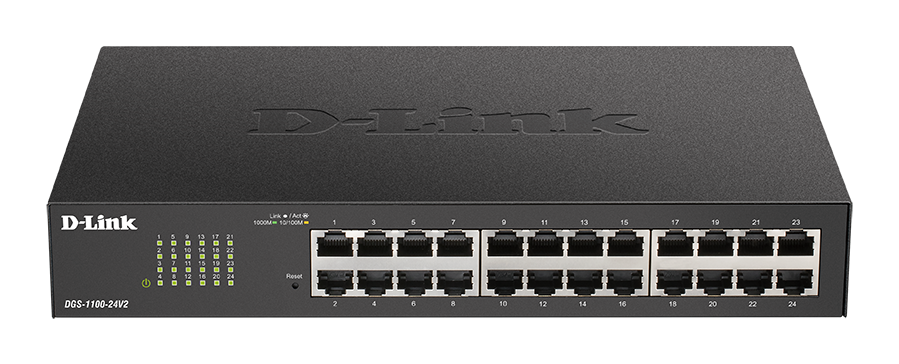 D-Link
D-Link
Link / Act
1000M 10/100M
1 3 5 7 9 11 13 15 17 19 21 23
1 5 9 13 17 21
2 6 10 14 18 22
3 7 11 15 19 23
4 8 12 16 20 24
Reset
2 4 6 8 10 12 14 16 18 20 22 24
DGS-1100-24V2